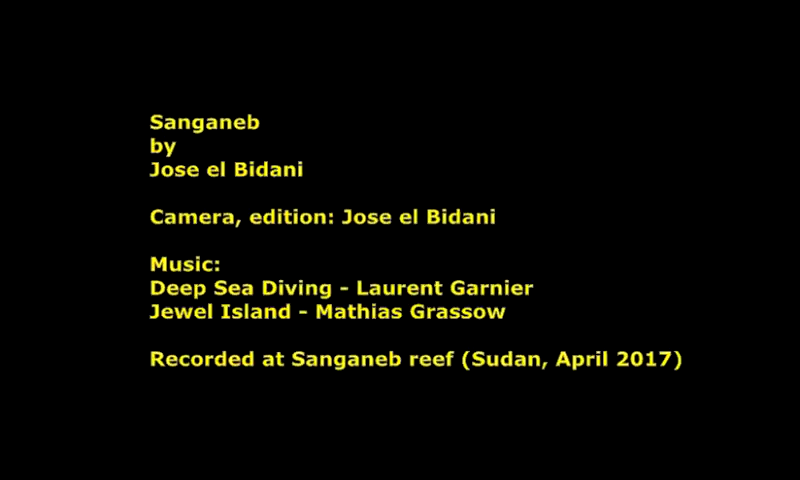 Sanganeb
by
Jose el Bidani
Camera, edition: Jose el Bidani
Music:
Deep Sea Diving - Laurent Garnier
Jewel Island - Mathias Grassow
Recorded at Sanganeb reef (Sudan, April 2017)